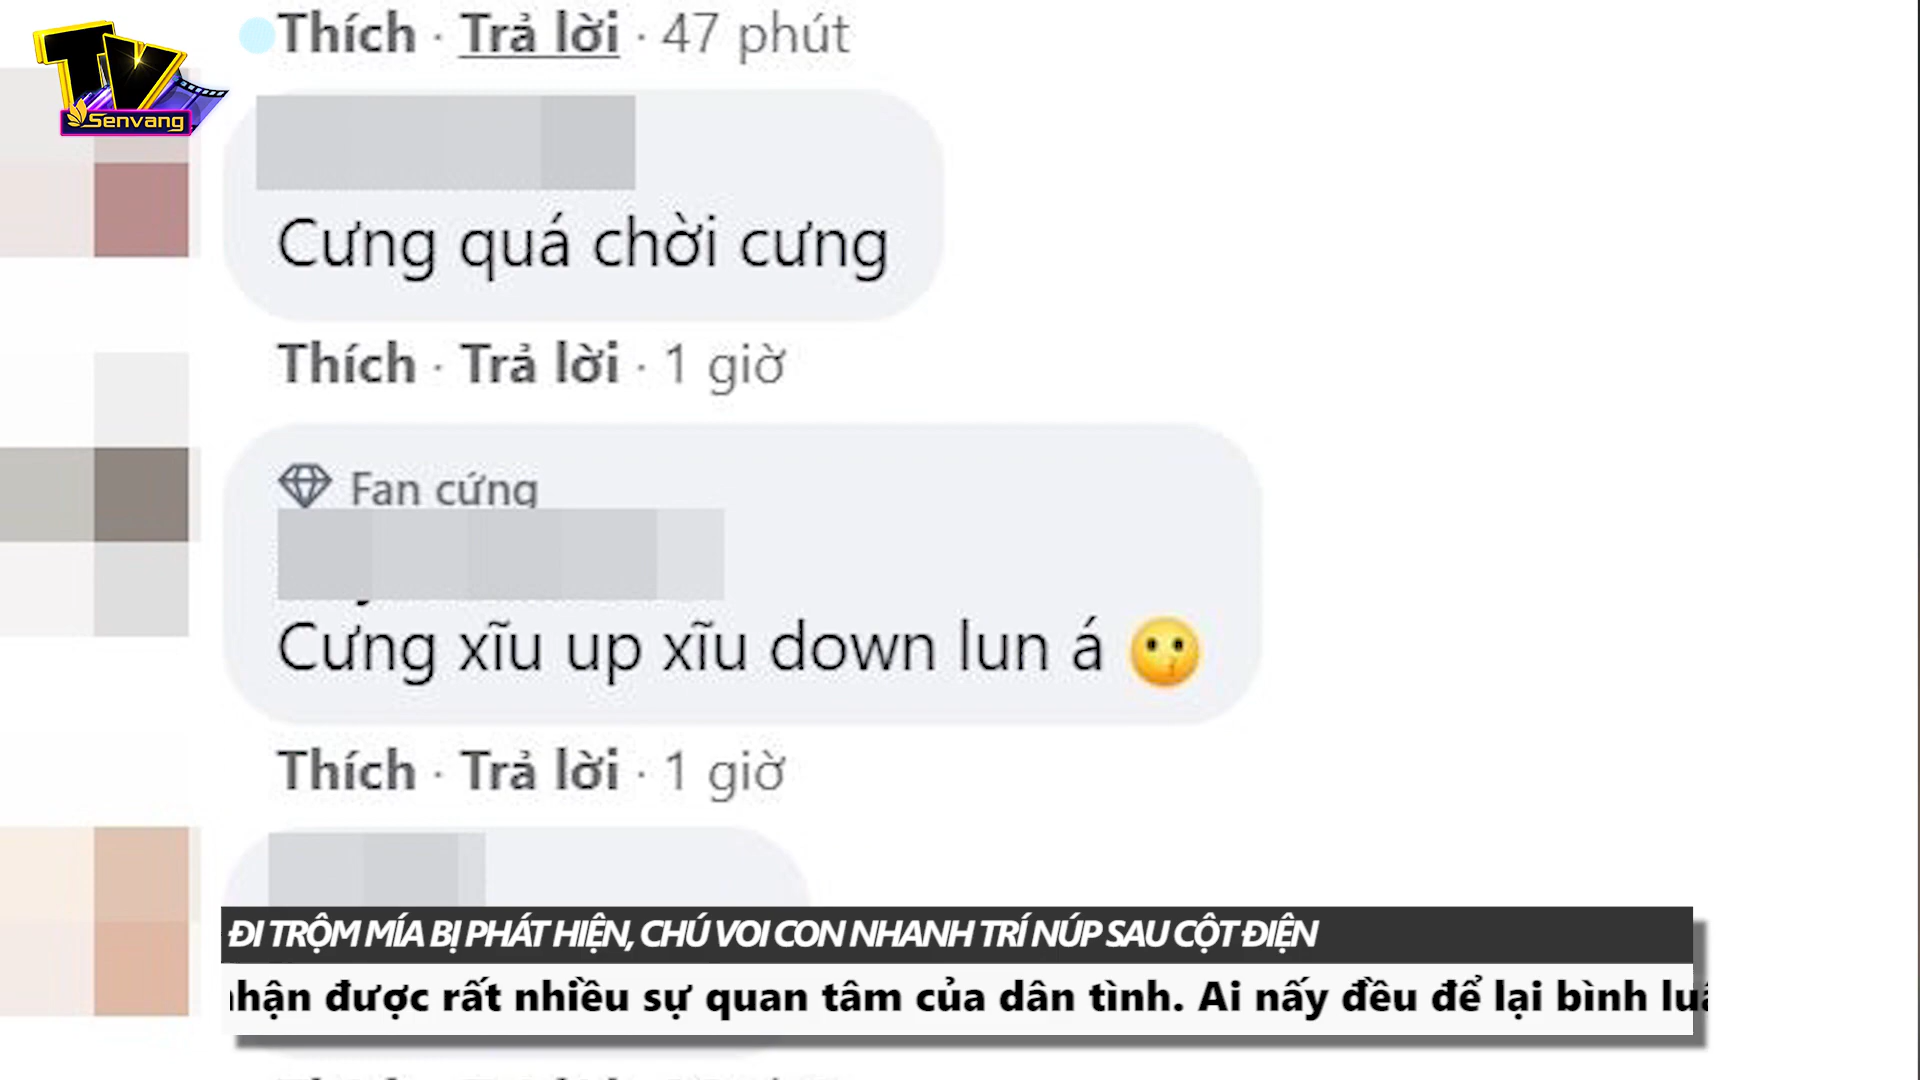 Thích · Trả lời · 47 phút
TV
Senvang
Cưng quá chời cưng
Thích · Trả lời · 1 giờ
Fan cứng
Cưng xĩu up xĩu down lun á 😗
Thích · Trả lời · 1 giờ
ĐI TRỘM MÍA BỊ PHÁT HIỆN, CHÚ VOI CON NHANH TRÍ NÚP SAU CỘT ĐIỆN
nhận được rất nhiều sự quan tâm của dân tình. Ai nấy đều để lại bình